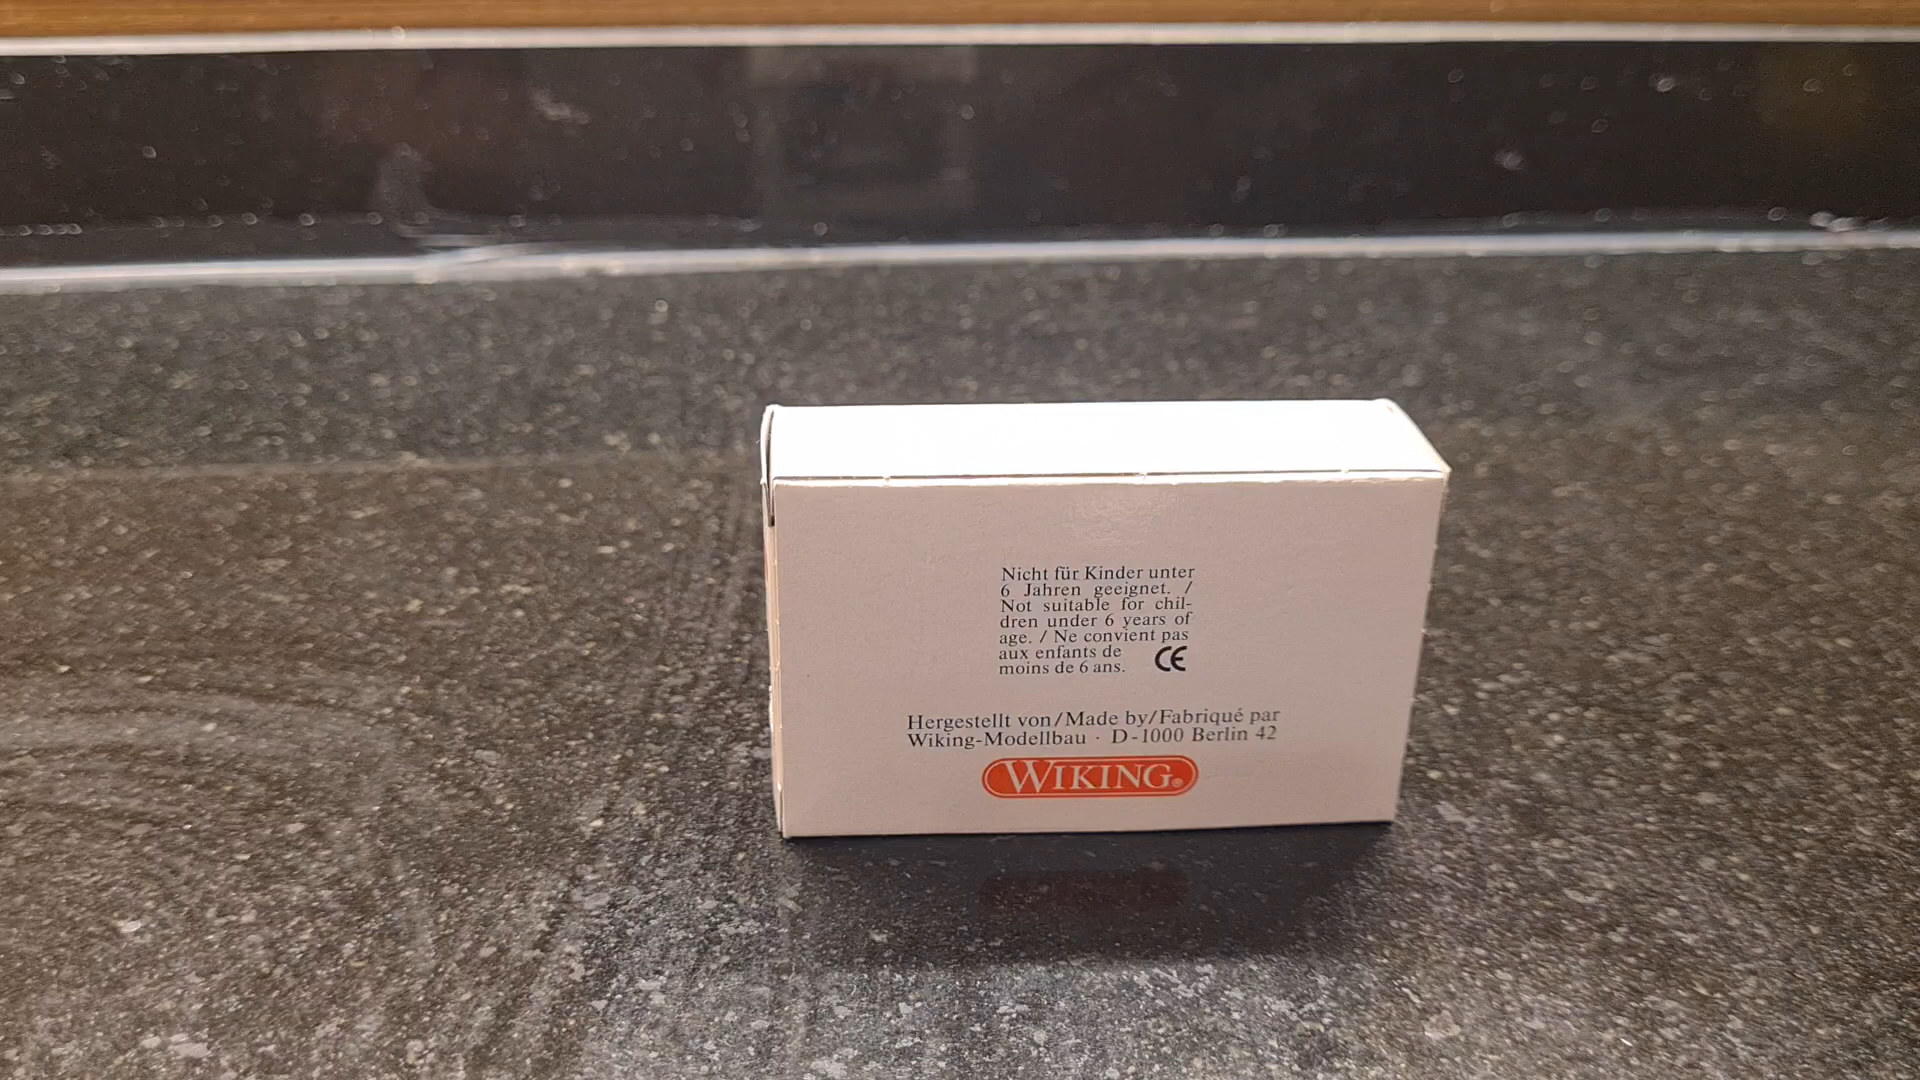 Nicht für Kinder unter
6 Jahren geeignet. /
Not suitable for chil-
dren under 6 years of
age. / Ne convient pas
aux enfants de
moins de 6 ans. CE
Hergestellt von/Made by/Fabriqué par
Wiking-Modellbau · D-1000 Berlin 42
WIKING®